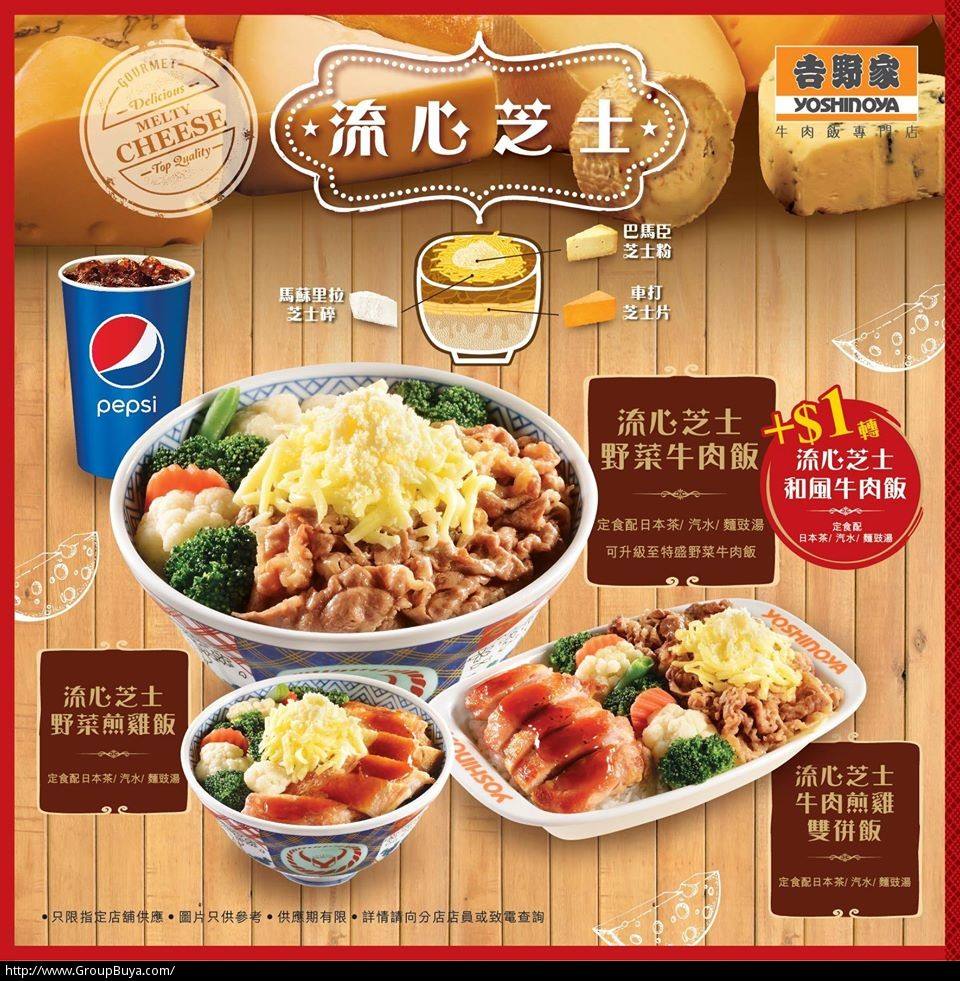 GOURMET
Delicious
MELTY
CHEESE
Top Quality
流心芝士
吉野家
YOSHINOYA
牛肉飯專門店
巴馬臣
芝士粉
馬蘇里拉
芝士碎
車打
芝士片
pepsi
流心芝士
野菜牛肉飯
定食配日本茶/ 汽水/ 麵豉湯
可升級至特盛野菜牛肉飯
+$1轉
流心芝士
和風牛肉飯
定食配
日本茶/ 汽水/ 麵豉湯
YOSHINOYA
YOSHINO
流心芝士
野菜煎雞飯
定食配日本茶/ 汽水/ 麵豉湯
流心芝士
牛肉煎雞
雙併飯
定食配日本茶/ 汽水/ 麵豉湯
•只限指定店舖供應•圖片只供參考•供應期有限•詳情請向分店店員或致電查詢
http://www.GroupBuya.com/